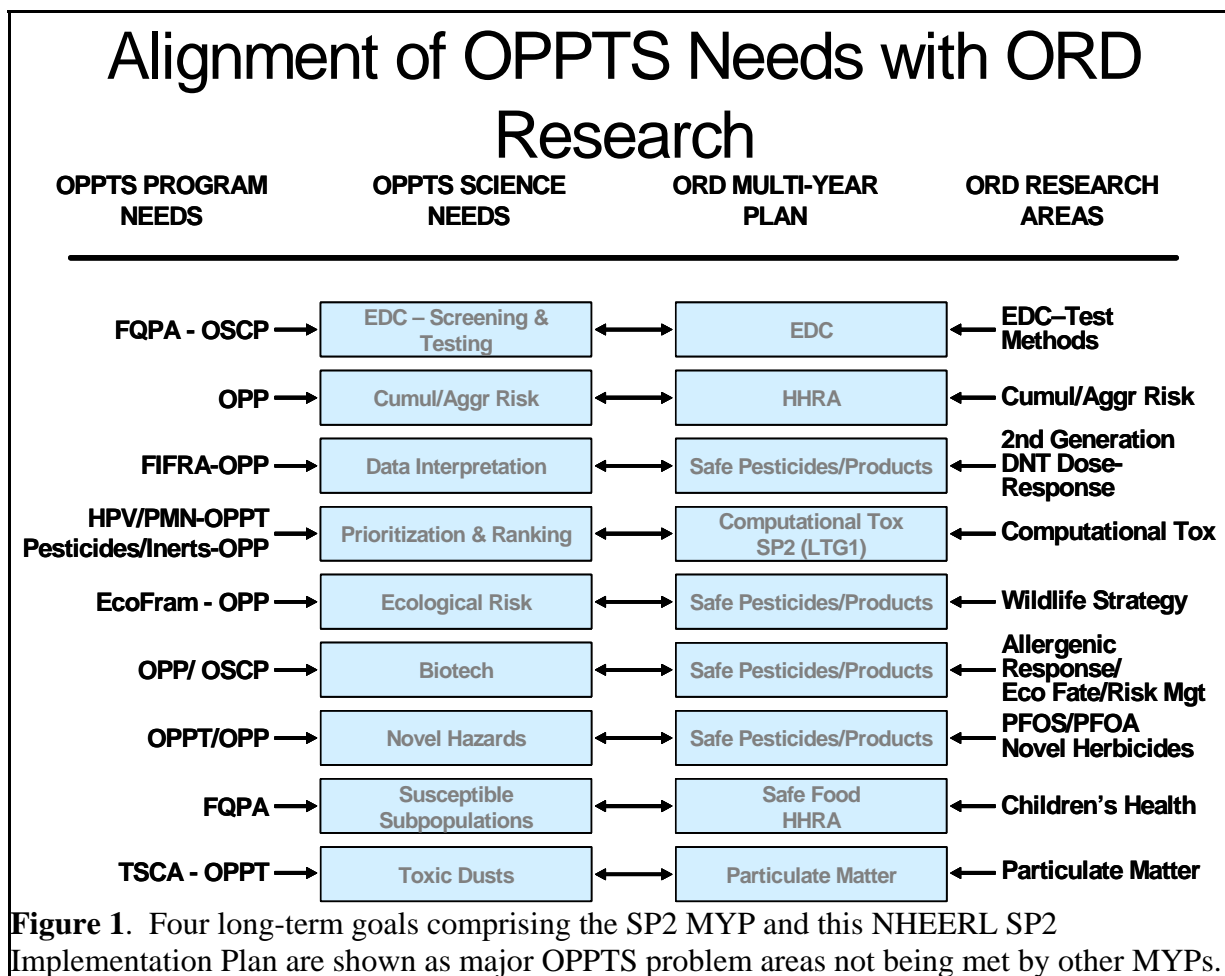 Alignment of OPPTS Needs with ORD
Research
OPPTS PROGRAM
NEEDS
OPPTS SCIENCE
NEEDS
ORD MULTI-YEAR
PLAN
ORD RESEARCH
AREAS
FQPA - OSCP
EDC – Screening &
Testing
EDC
EDC–Test
Methods
OPP
Cumul/Aggr Risk
HHRA
Cumul/Aggr Risk
FIFRA-OPP
Data Interpretation
Safe Pesticides/Products
2nd Generation
DNT Dose-
Response
HPV/PMN-OPPT
Pesticides/Inerts-OPP
Prioritization & Ranking
Computational Tox
SP2 (LTG1)
Computational Tox
EcoFram - OPP
Ecological Risk
Safe Pesticides/Products
Wildlife Strategy
OPP/ OSCP
Biotech
Safe Pesticides/Products
Allergenic
Response/
Eco Fate/Risk Mgt
OPPT/OPP
Novel Hazards
Safe Pesticides/Products
PFOS/PFOA
Novel Herbicides
FQPA
Susceptible
Subpopulations
Safe Food
HHRA
Children's Health
TSCA - OPPT
Toxic Dusts
Particulate Matter
Particulate Matter
Figure 1. Four long-term goals comprising the SP2 MYP and this NHEERL SP2
Implementation Plan are shown as major OPPTS problem areas not being met by other MYPs.